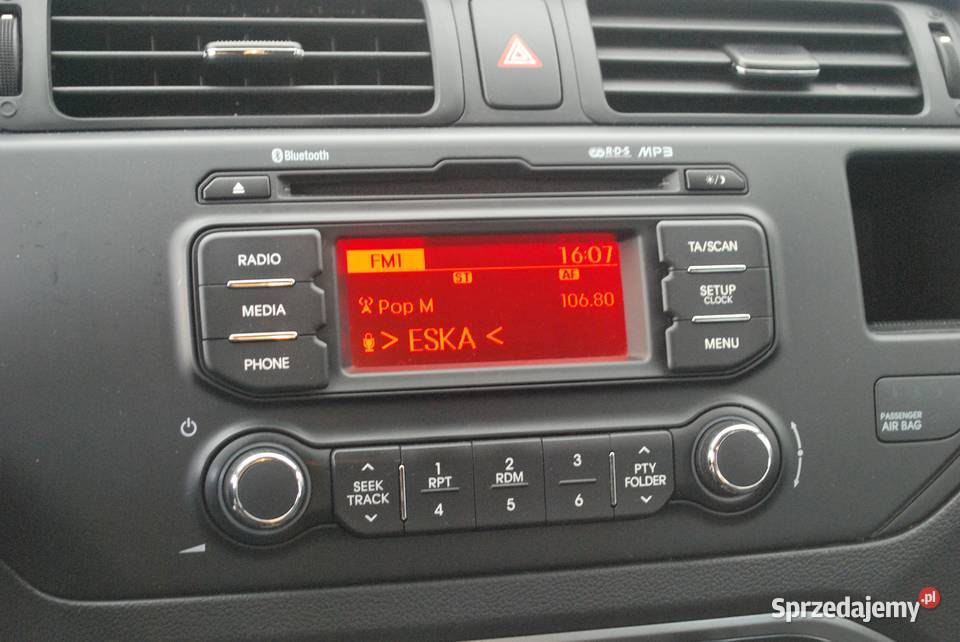 Bluetooth
R·D·S MP3
RADIO
MEDIA
PHONE
FM1 16:07
ST AF
Pop M 106.80
> ESKA <
TA/SCAN
SETUP
CLOCK
MENU
SEEK
TRACK
1
RPT
4
2
RDM
5
3
6
PTY
FOLDER
PASSENGER
AIR BAG
Sprzedajemy.pl